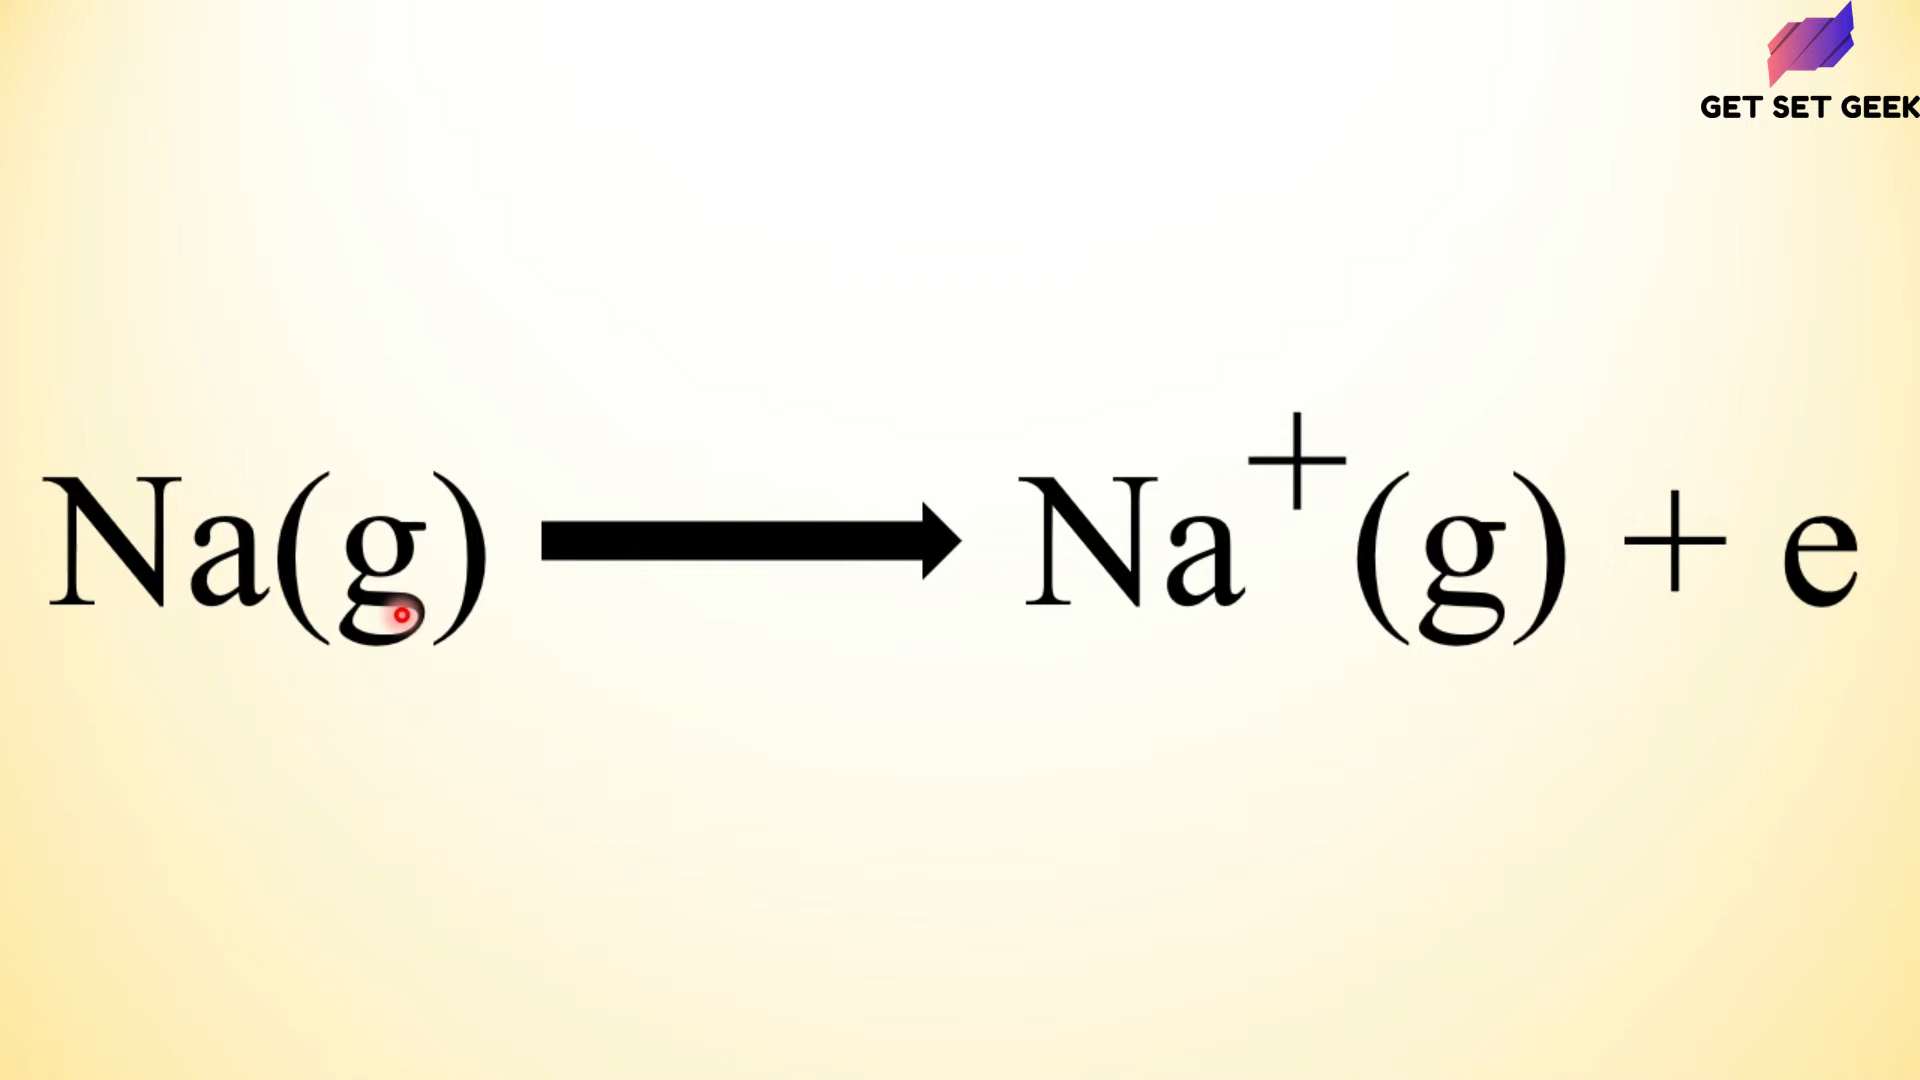 GET SET GEEK
Na(g) ⟶ Na⁺(g) + e